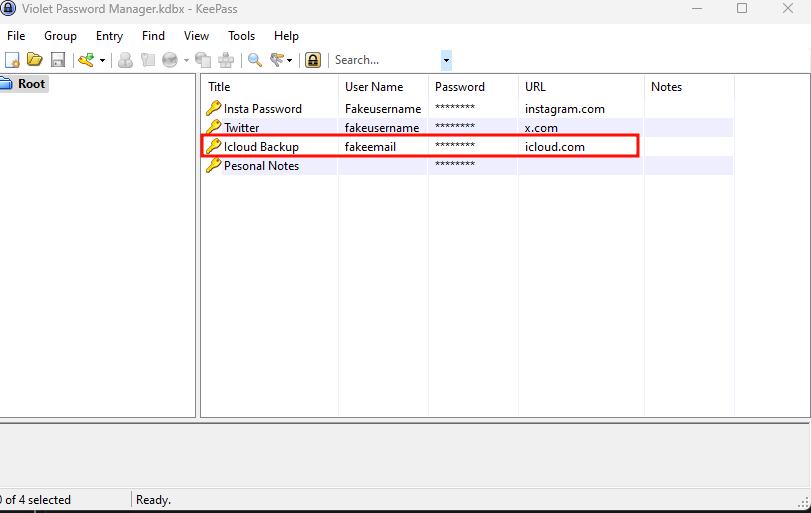 Violet Password Manager.kdbx - KeePass
File Group Entry Find View Tools Help
Search...
Root
Title User Name Password URL Notes
Insta Password Fakeusername ******** instagram.com
Twitter fakeusername ******** x.com
Icloud Backup fakeemail ******** icloud.com
Pesonal Notes ********
0 of 4 selected Ready.